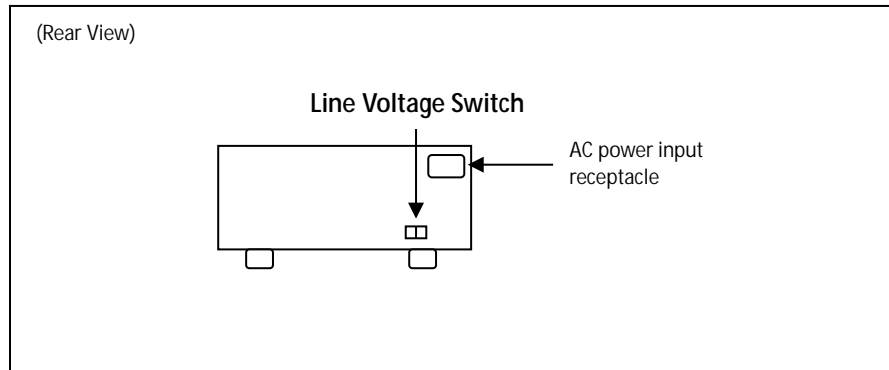 (Rear View)
Line Voltage Switch
AC power input
receptacle